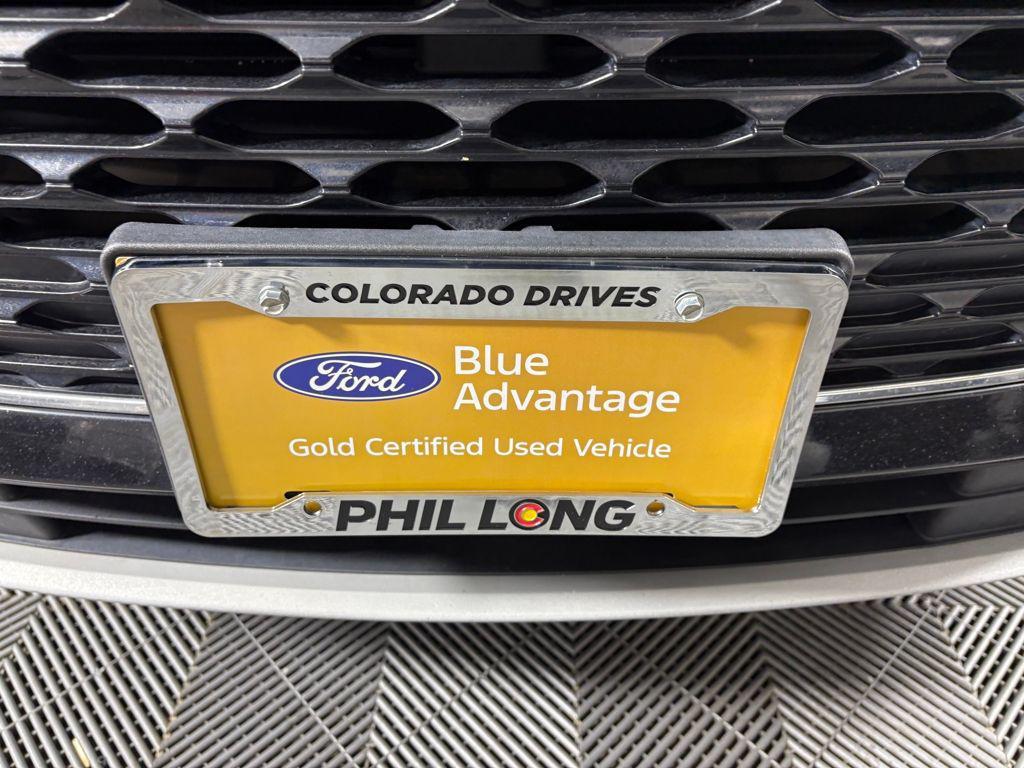 COLORADO DRIVES
Ford
Blue
Advantage
Gold Certified Used Vehicle
PHIL LONG